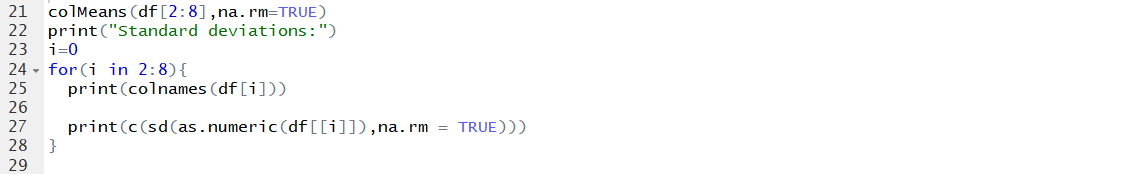 21 colMeans(df[2:8],na.rm=TRUE)
22 print("Standard deviations:")
23 i=0
24 for(i in 2:8){
25   print(colnames(df[i]))
26
27   print(c(sd(as.numeric(df[[i]]),na.rm = TRUE)))
28 }
29